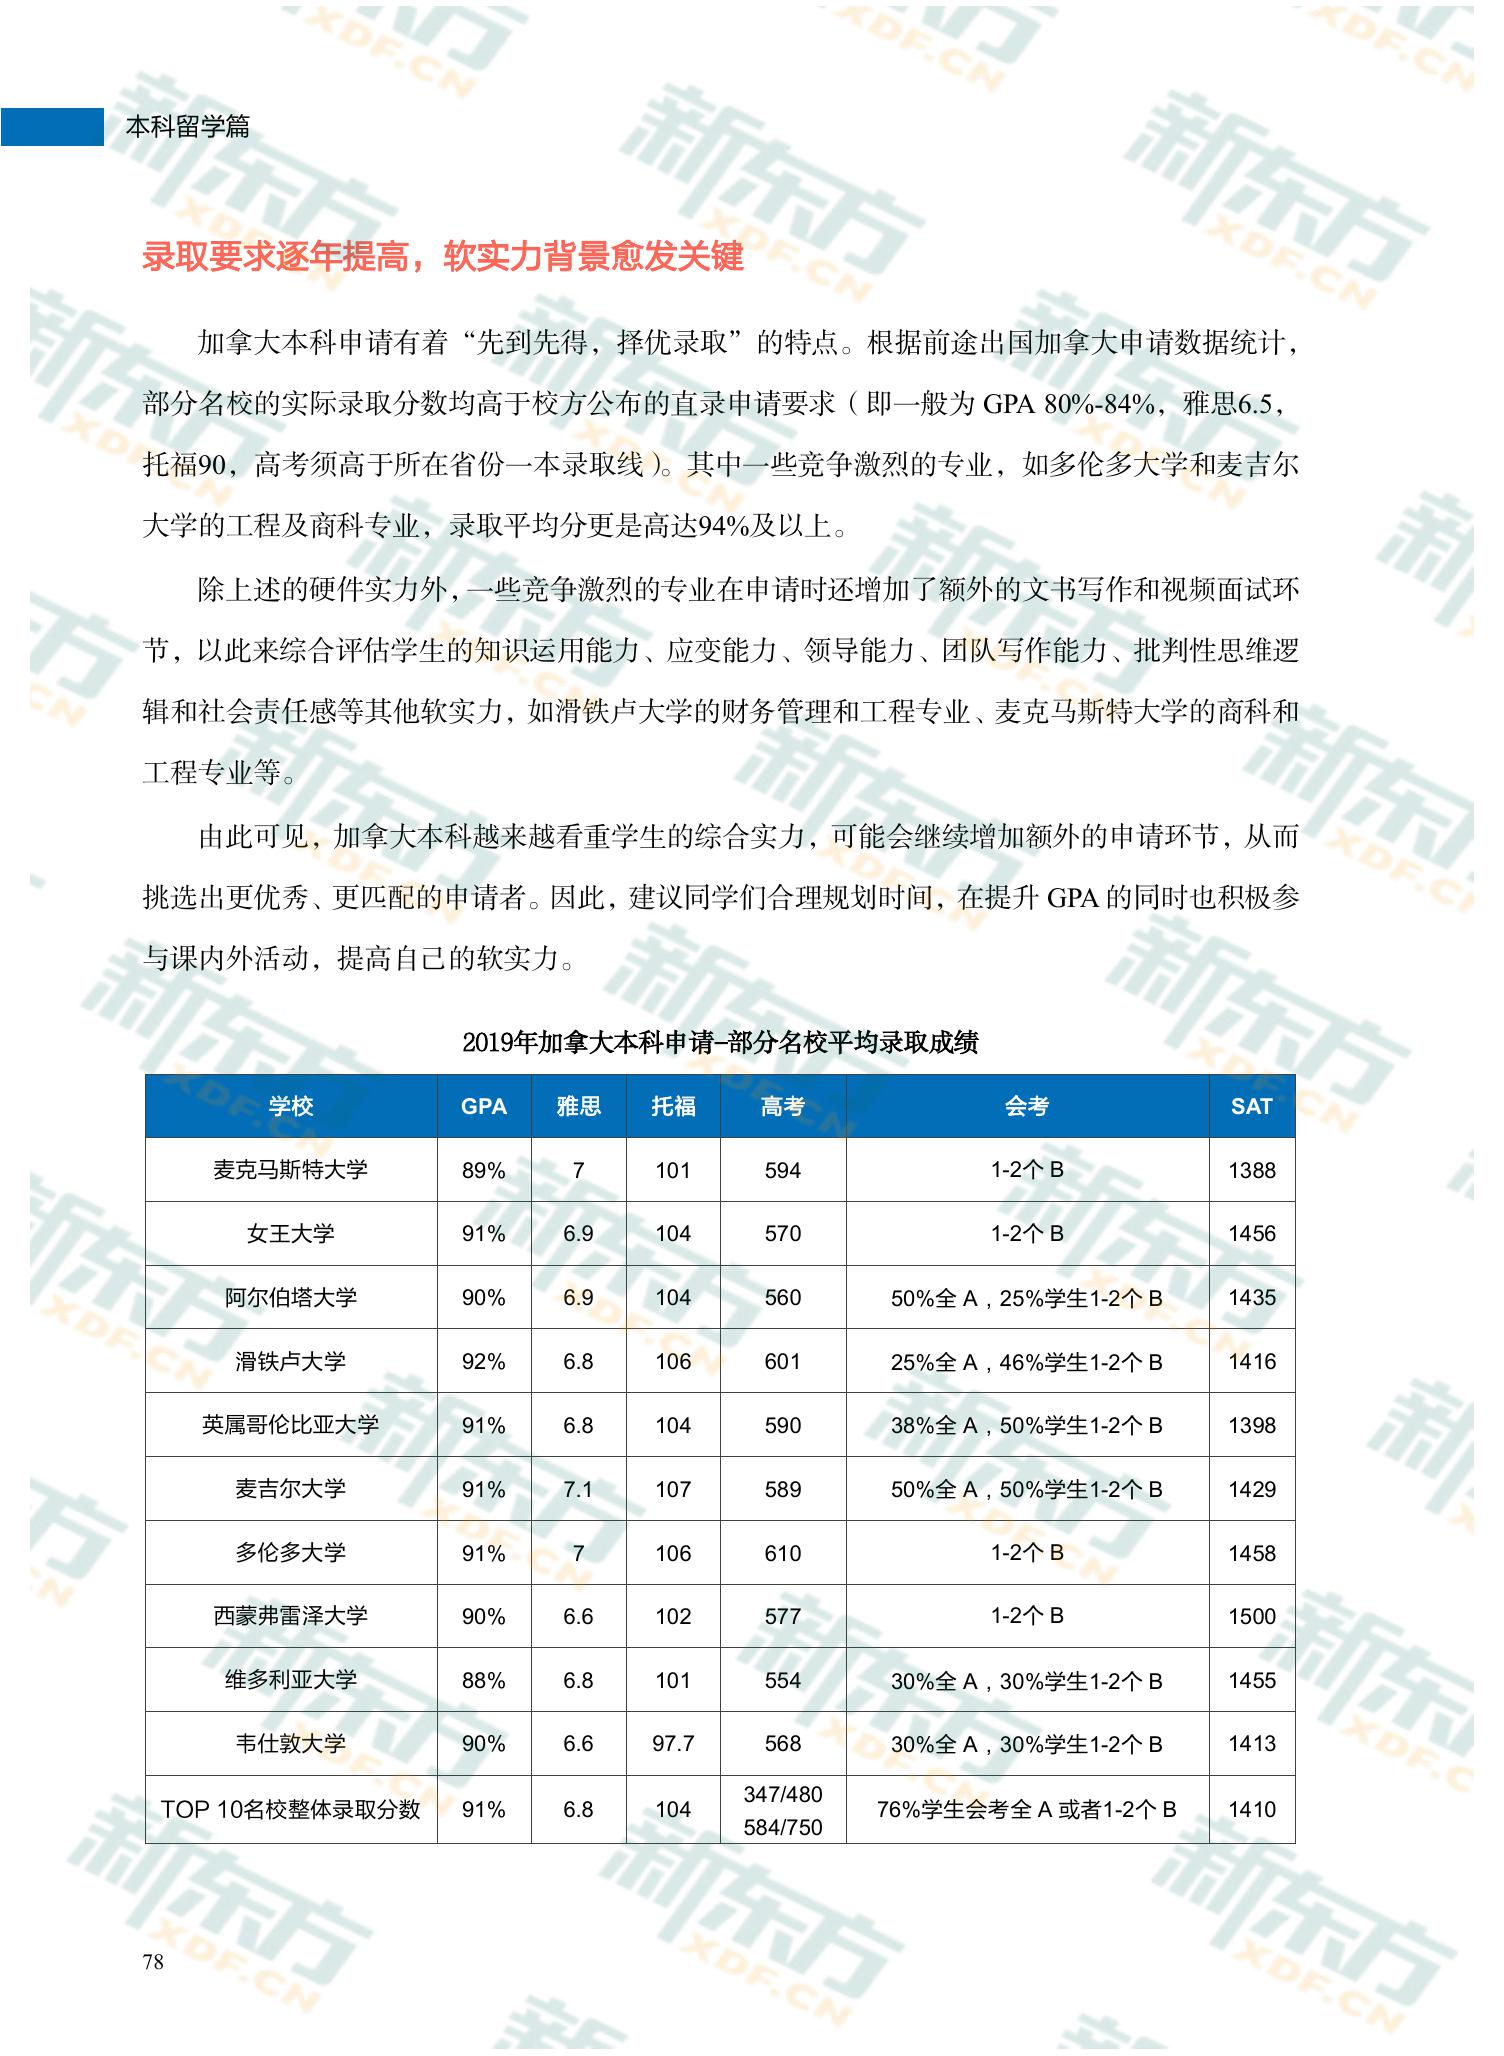 本科留学篇
录取要求逐年提高，软实力背景愈发关键
加拿大本科申请有着“先到先得，择优录取”的特点。根据前途出国加拿大申请数据统计，
部分名校的实际录取分数均高于校方公布的直录申请要求（即一般为 GPA 80%-84%，雅思6.5，
托福90，高考须高于所在省份一本录取线）。其中一些竞争激烈的专业，如多伦多大学和麦吉尔
大学的工程及商科专业，录取平均分更是高达94%及以上。
除上述的硬件实力外，一些竞争激烈的专业在申请时还增加了额外的文书写作和视频面试环
节，以此来综合评估学生的知识运用能力、应变能力、领导能力、团队写作能力、批判性思维逻
辑和社会责任感等其他软实力，如滑铁卢大学的财务管理和工程专业、麦克马斯特大学的商科和
工程专业等。
由此可见，加拿大本科越来越看重学生的综合实力，可能会继续增加额外的申请环节，从而
挑选出更优秀、更匹配的申请者。因此，建议同学们合理规划时间，在提升 GPA 的同时也积极参
与课内外活动，提高自己的软实力。
2019年加拿大本科申请–部分名校平均录取成绩
学校 GPA 雅思 托福 高考 会考 SAT
麦克马斯特大学 89% 7 101 594 1-2个 B 1388
女王大学 91% 6.9 104 570 1-2个 B 1456
阿尔伯塔大学 90% 6.9 104 560 50%全 A，25%学生1-2个 B 1435
滑铁卢大学 92% 6.8 106 601 25%全 A，46%学生1-2个 B 1416
英属哥伦比亚大学 91% 6.8 104 590 38%全 A，50%学生1-2个 B 1398
麦吉尔大学 91% 7.1 107 589 50%全 A，50%学生1-2个 B 1429
多伦多大学 91% 7 106 610 1-2个 B 1458
西蒙弗雷泽大学 90% 6.6 102 577 1-2个 B 1500
维多利亚大学 88% 6.8 101 554 30%全 A，30%学生1-2个 B 1455
韦仕敦大学 90% 6.6 97.7 568 30%全 A，30%学生1-2个 B 1413
TOP 10名校整体录取分数 91% 6.8 104 347/480 584/750 76%学生会考全 A 或者1-2个 B 1410
78
新东方
XDF.CN